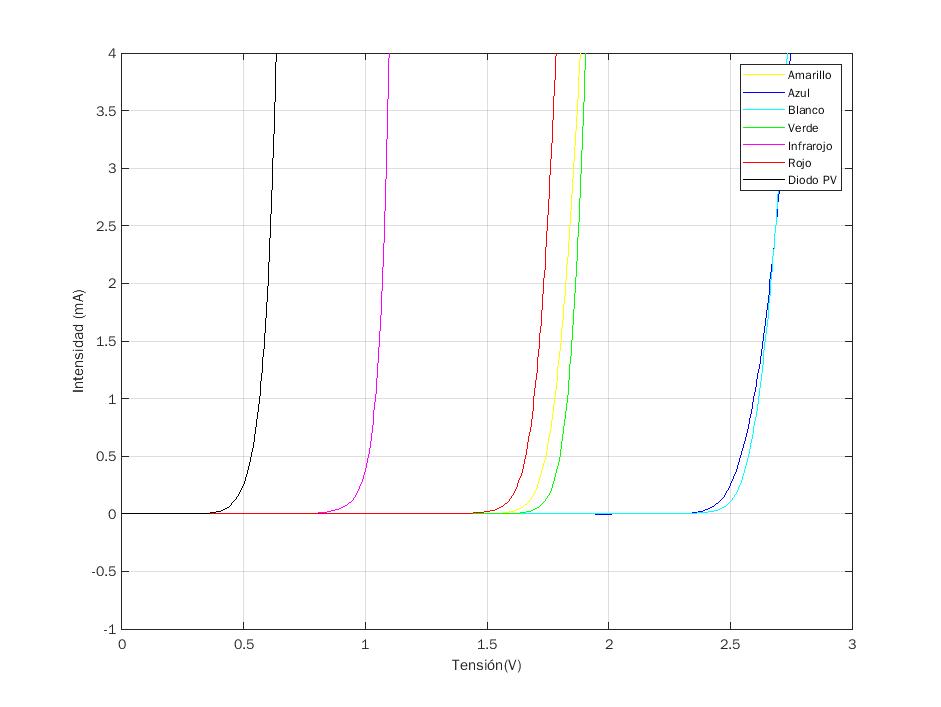 4
3.5
3
2.5
2
1.5
1
0.5
0
-0.5
-1
Intensidad (mA)
0 0.5 1 1.5 2 2.5 3
Tensión(V)
Amarillo
Azul
Blanco
Verde
Infrarojo
Rojo
Diodo PV